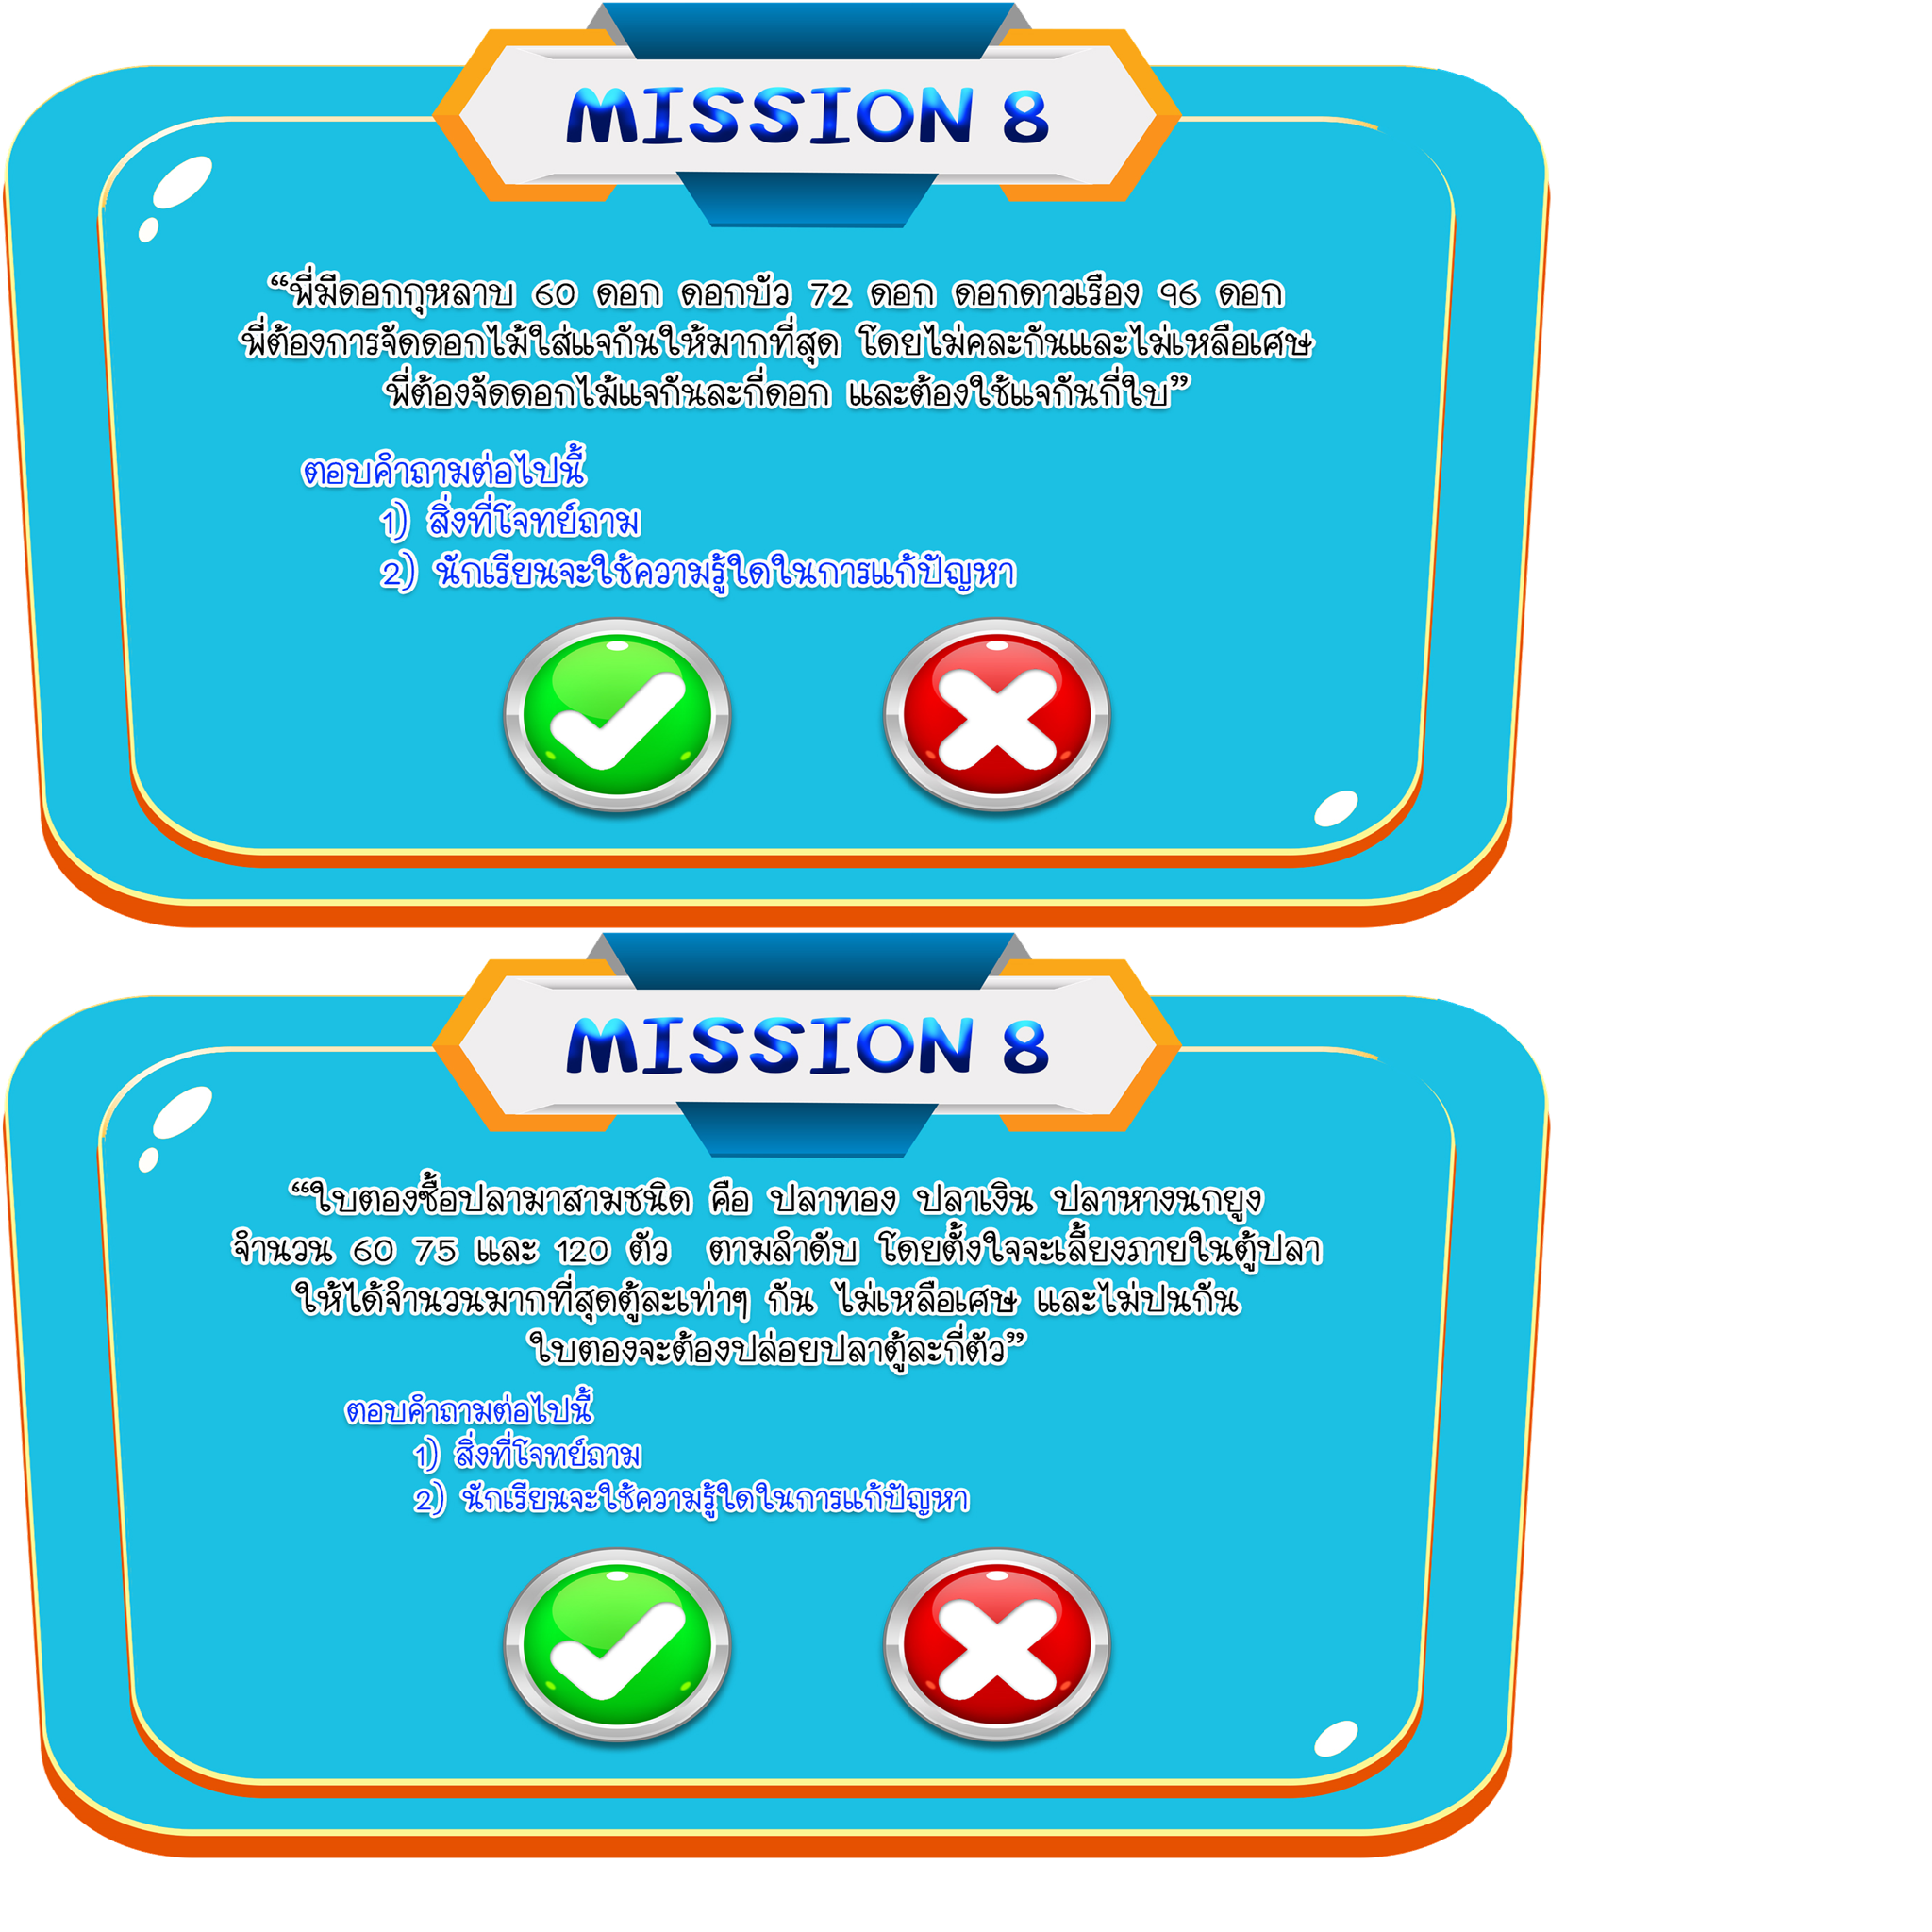 MISSION 8
“พี่มีดอกกุหลาบ 60 ดอก ดอกบัว 72 ดอก ดอกดาวเรือง 96 ดอก
พี่ต้องการจัดดอกไม้ใส่แจกันให้มากที่สุด โดยไม่คละกันและไม่เหลือเศษ
พี่ต้องจัดดอกไม้แจกันละกี่ดอก และต้องใช้แจกันกี่ใบ”
ตอบคำถามต่อไปนี้
1) สิ่งที่โจทย์ถาม
2) นักเรียนจะใช้ความรู้ใดในการแก้ปัญหา
MISSION 8
“ใบตองซื้อปลามาสามชนิด คือ ปลาทอง ปลาเงิน ปลาหางนกยูง
จำนวน 60 75 และ 120 ตัว ตามลำดับ โดยตั้งใจจะเลี้ยงภายในตู้ปลา
ให้ได้จำนวนมากที่สุดตู้ละเท่าๆ กัน ไม่เหลือเศษ และไม่ปนกัน
ใบตองจะต้องปล่อยปลาตู้ละกี่ตัว”
ตอบคำถามต่อไปนี้
1) สิ่งที่โจทย์ถาม
2) นักเรียนจะใช้ความรู้ใดในการแก้ปัญหา